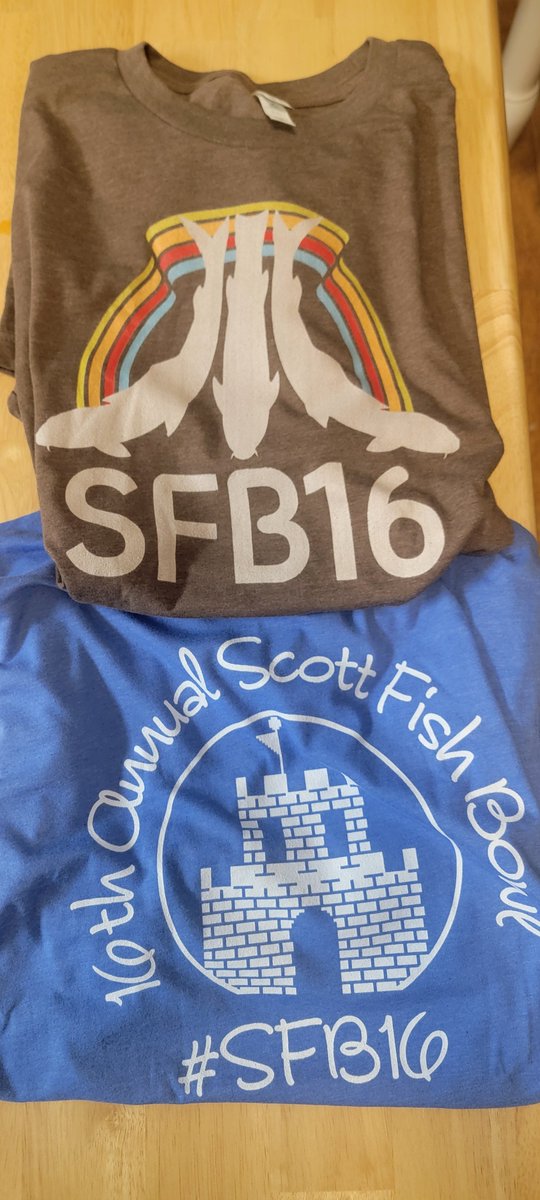 SFB16
16th Annual Scott Fish Bowl
#SFB16